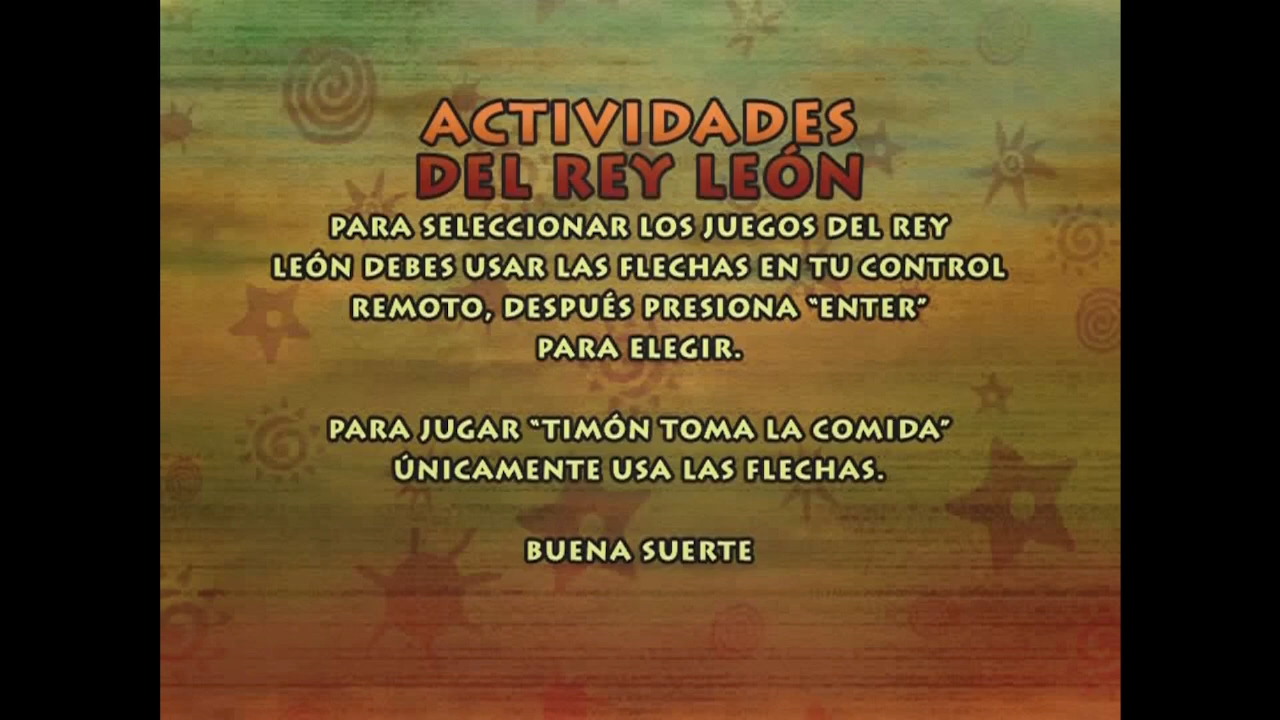 ACTIVIDADES
DEL REY LEÓN
PARA SELECCIONAR LOS JUEGOS DEL REY
LEÓN DEBES USAR LAS FLECHAS EN TU CONTROL
REMOTO, DESPUÉS PRESIONA “ENTER”
PARA ELEGIR.
PARA JUGAR “TIMÓN TOMA LA COMIDA”
ÚNICAMENTE USA LAS FLECHAS.
BUENA SUERTE